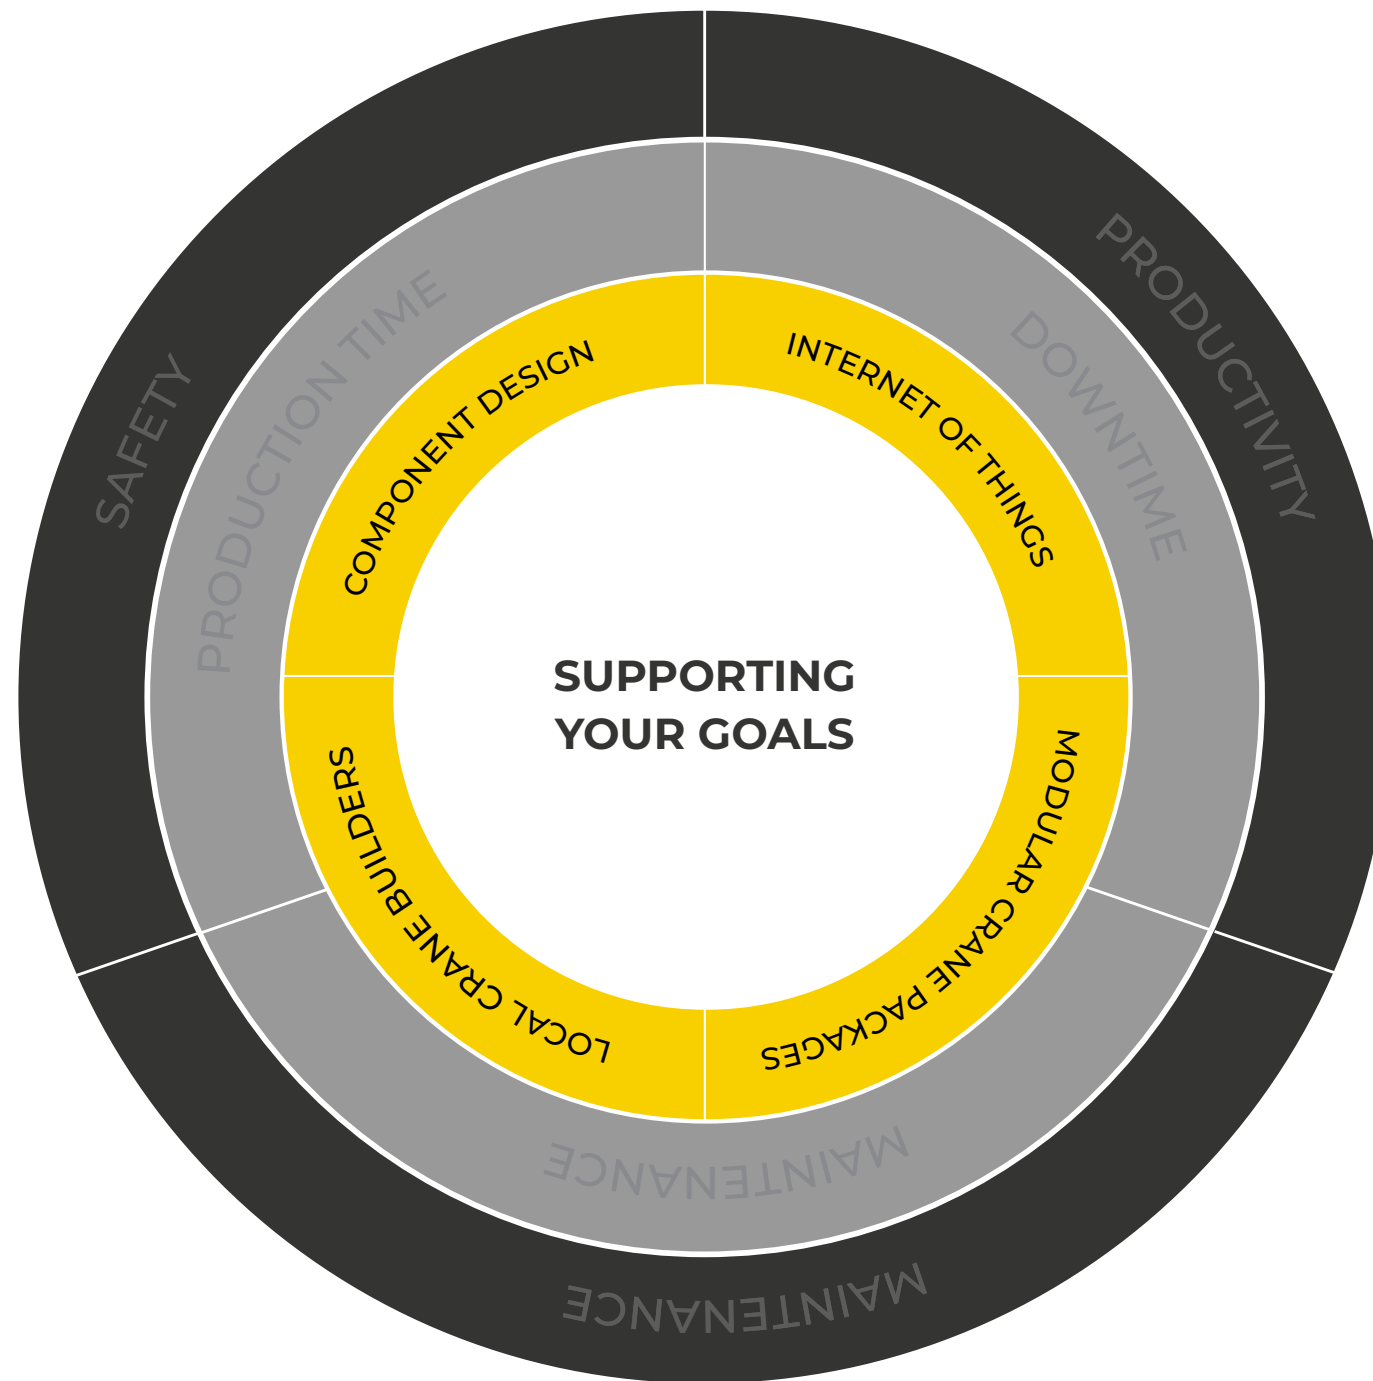 SAFETY
PRODUCTIVITY
MAINTENANCE
PRODUCTION TIME
DOWNTIME
MAINTENANCE
COMPONENT DESIGN
INTERNET OF THINGS
MODULAR CRANE PACKAGES
LOCAL CRANE BUILDERS
SUPPORTING
YOUR GOALS